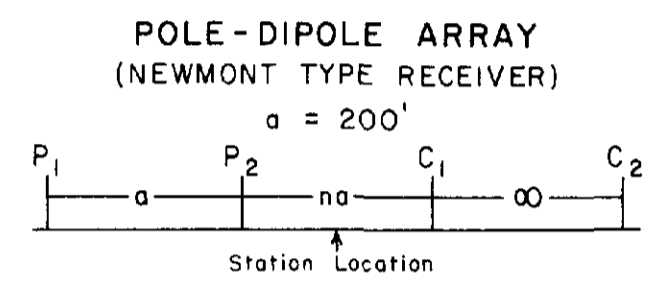 POLE-DIPOLE ARRAY
(NEWMONT TYPE RECEIVER)
a = 200'
P1 P2 C1 C2
a na ∞
Station Location